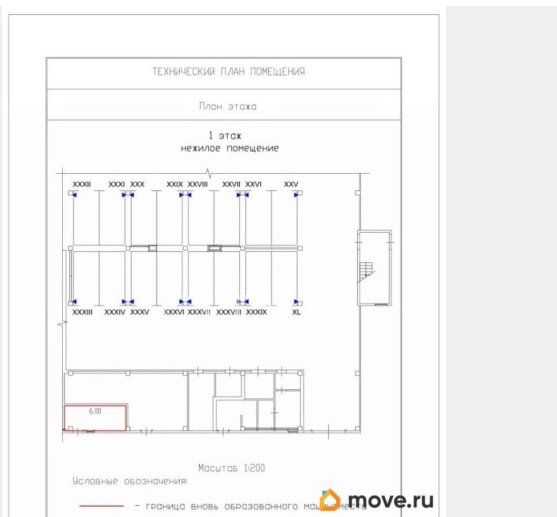 ТЕХНИЧЕСКИЙ ПЛАН ПОМЕЩЕНИЯ
План этажа
1 этаж
нежилое помещение
XXXII XXXI XXX XXIX XXVIII XXVII XXVI XXV
XXXIII XXXIV XXXV XXXVI XXXVII XXXVIII XXXIX XL
6.00
Масштаб 1:200
Условные обозначения:
- граница вновь образованного машиноместа
move.ru